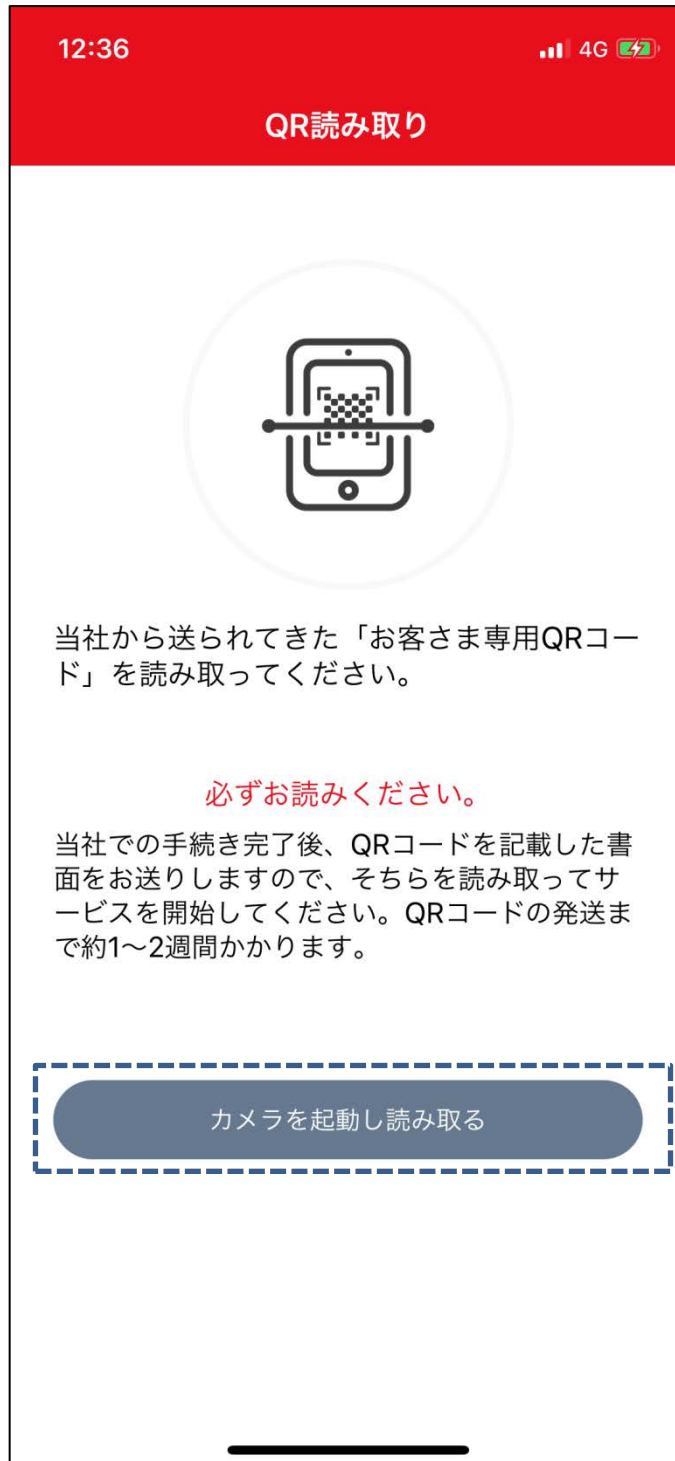 12:36
4G
QR読み取り
当社から送られてきた「お客さま専用QRコー
ド」を読み取ってください。
必ずお読みください。
当社での手続き完了後、QRコードを記載した書
面をお送りしますので、そちらを読み取ってサ
ービスを開始してください。QRコードの発送ま
で約1〜2週間かかります。
カメラを起動し読み取る